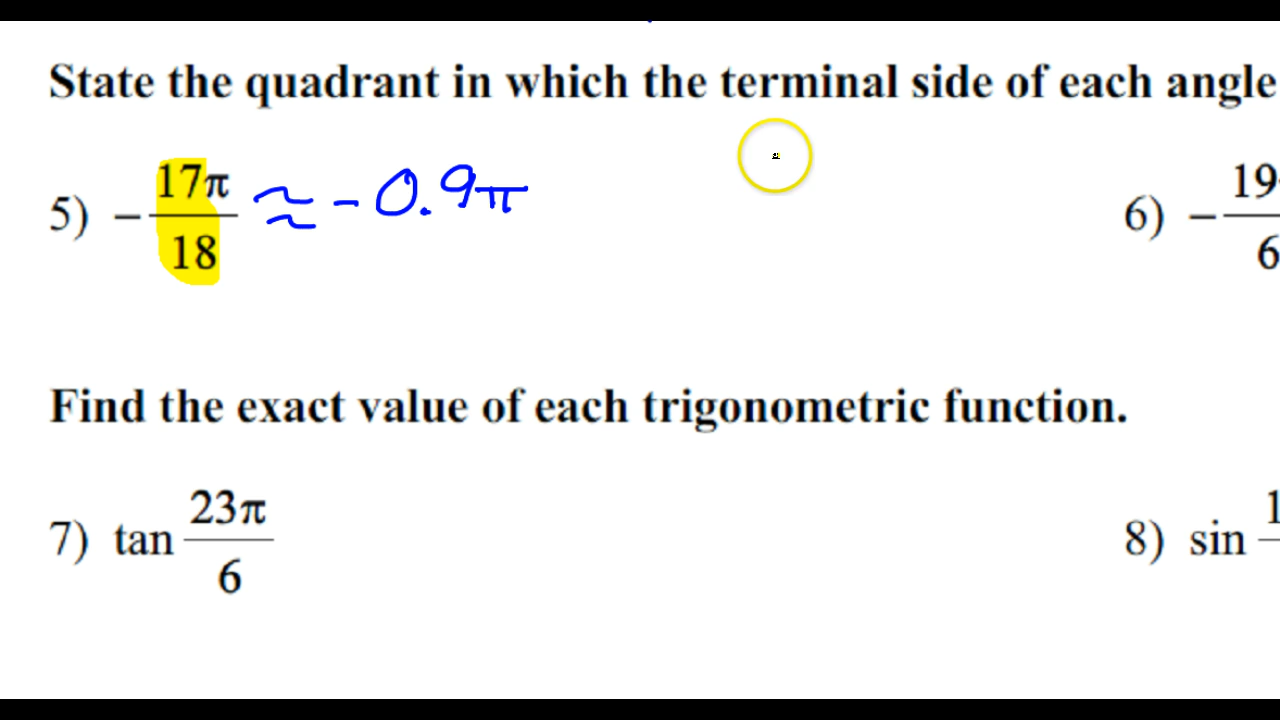 State the quadrant in which the terminal side of each angle
5) -17π/18 ≈ -0.9π
6) -19/6
Find the exact value of each trigonometric function.
7) tan 23π/6
8) sin 1